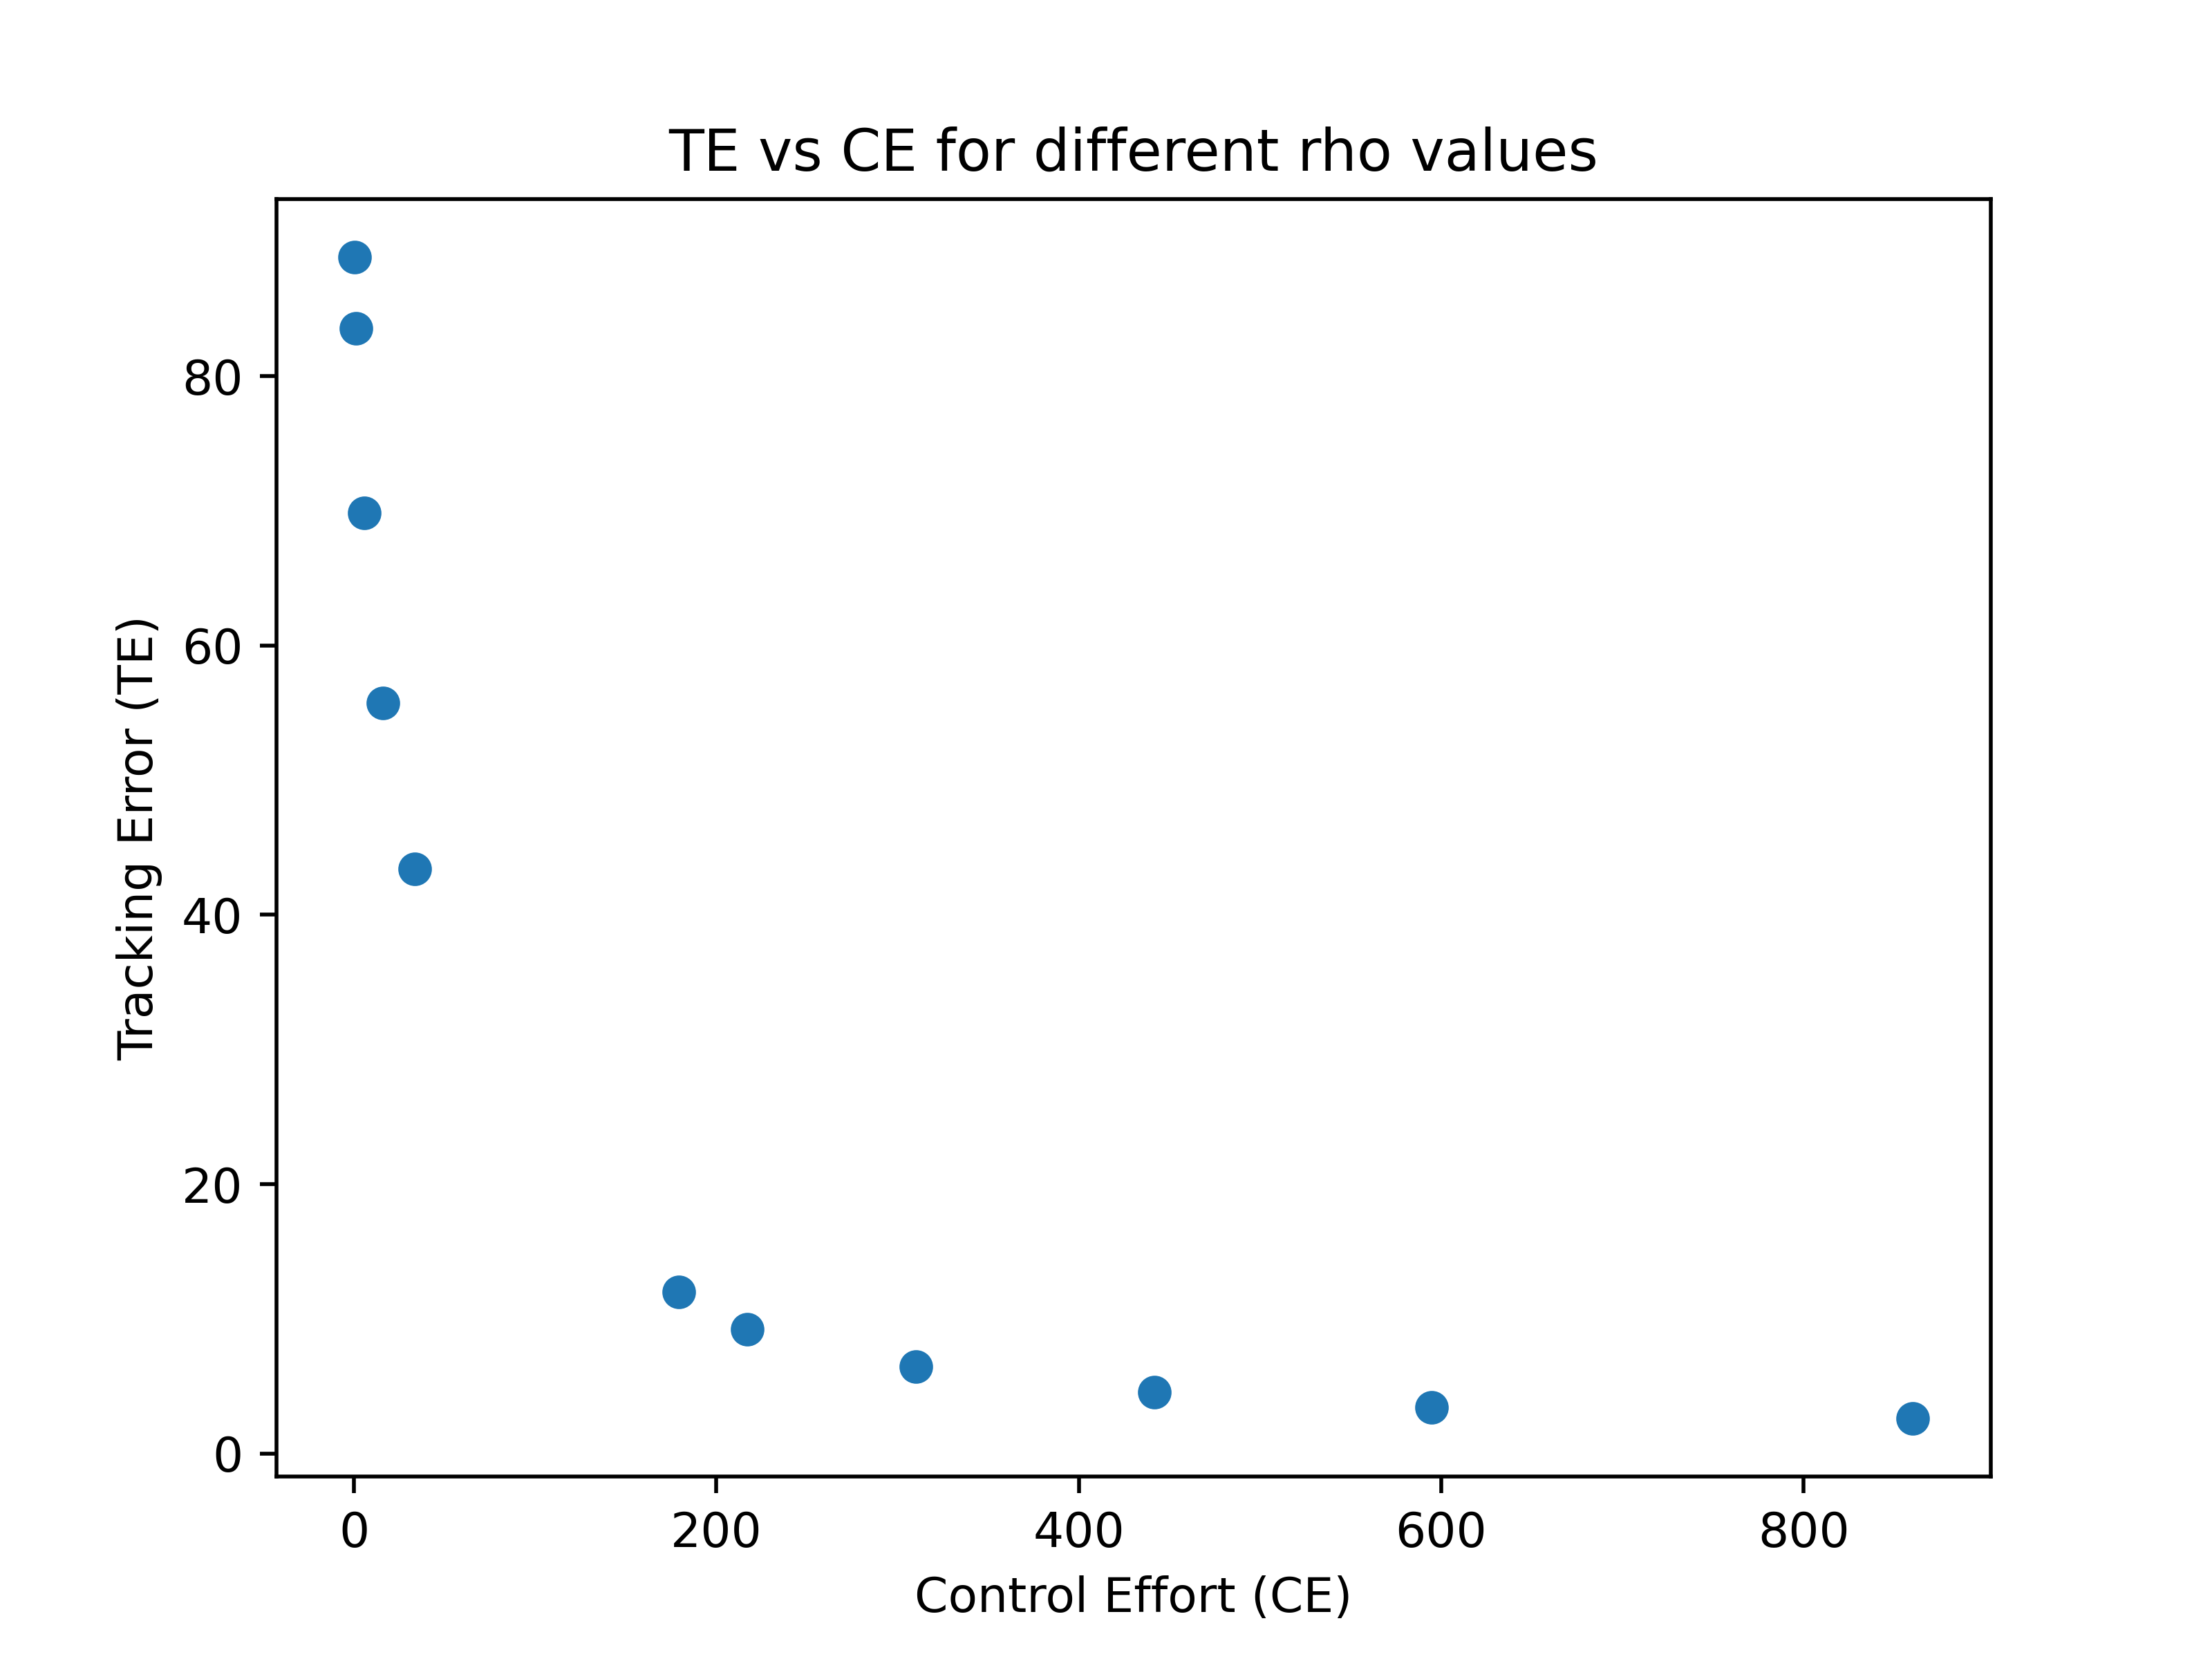 TE vs CE for different rho values
Tracking Error (TE)
80
60
40
20
0
0 200 400 600 800
Control Effort (CE)